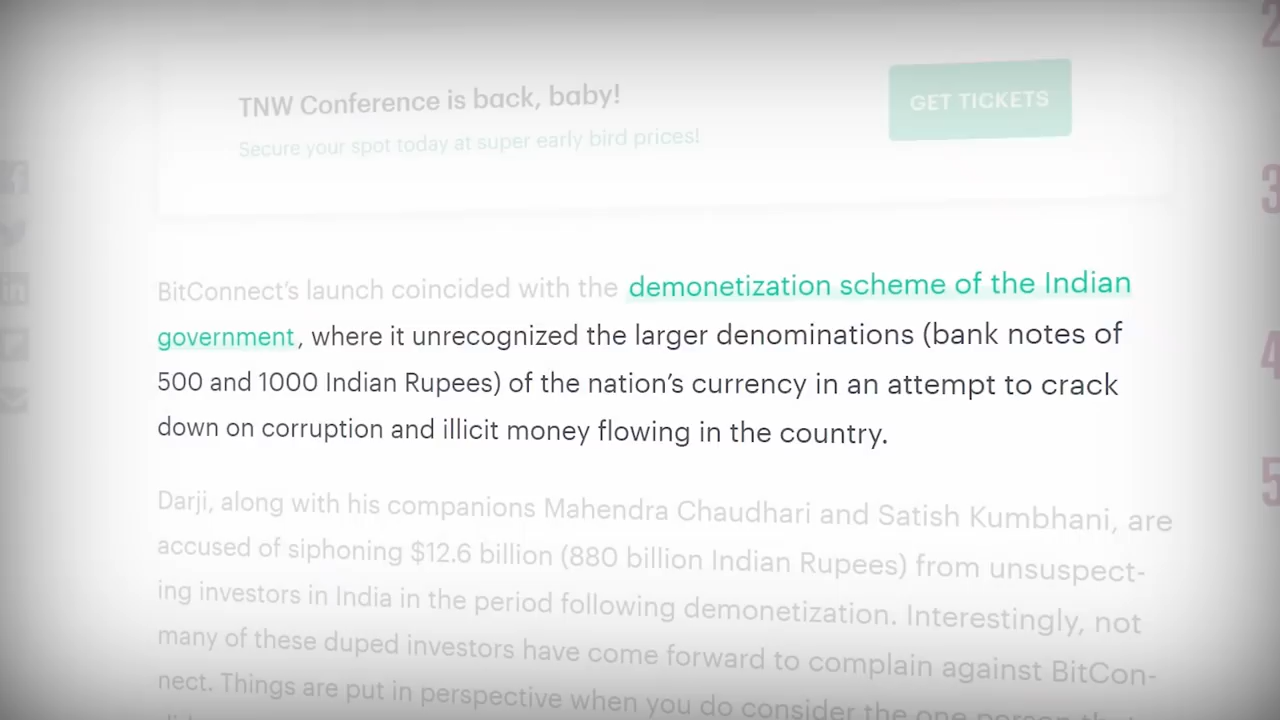 2
TNW Conference is back, baby!
GET TICKETS
Secure your spot today at super early bird prices!
3
BitConnect's launch coincided with the demonetization scheme of the Indian
government, where it unrecognized the larger denominations (bank notes of
4
500 and 1000 Indian Rupees) of the nation's currency in an attempt to crack
down on corruption and illicit money flowing in the country.
5
Darji, along with his companions Mahendra Chaudhari and Satish Kumbhani, are
accused of siphoning $12.6 billion (880 billion Indian Rupees) from unsuspect-
ing investors in India in the period following demonetization. Interestingly, not
many of these duped investors have come forward to complain against BitCon-
nect. Things are put in perspective when you do consider the one person